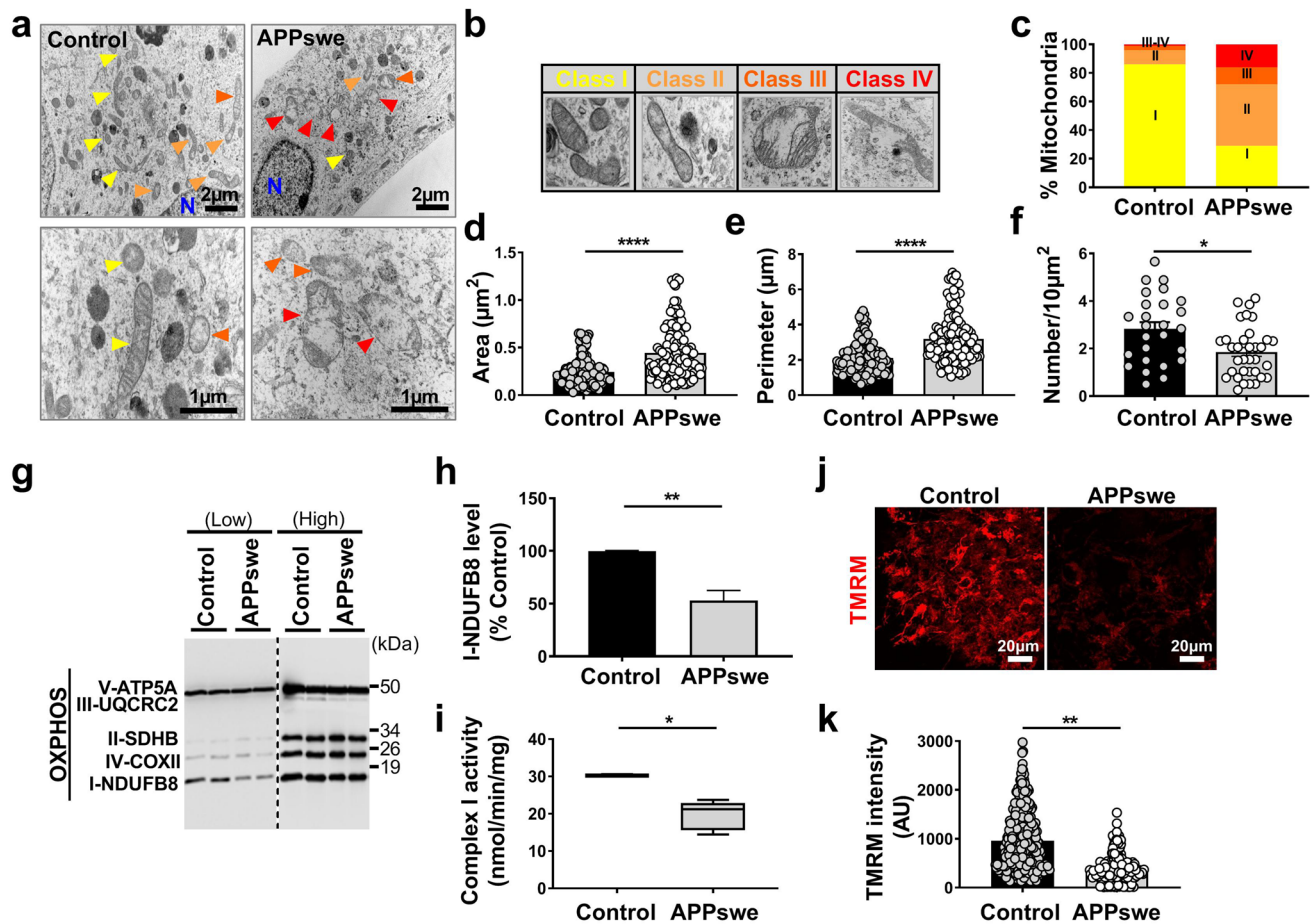 a
Control
APPswe
N
2µm
N
2µm
1µm
1µm
b
Class I
Class II
Class III
Class IV
c
% Mitochondria
100
80
60
40
20
0
III-IV
II
I
IV
III
II
I
Control
APPswe
d
Area (µm²)
1.5
1.0
0.5
0.0
****
Control APPswe
e
Perimeter (µm)
8
6
4
2
0
****
Control APPswe
f
Number/10µm²
6
4
2
0
*
Control APPswe
g
(Low)
(High)
Control
APPswe
Control
APPswe
(kDa)
OXPHOS
V-ATP5A
III-UQCRC2
II-SDHB
IV-COXII
I-NDUFB8
50
34
26
19
h
I-NDUFB8 level
(% Control)
150
100
50
0
**
Control APPswe
i
Complex I activity
(nmol/min/mg)
40
30
20
10
0
*
Control APPswe
j
Control
APPswe
TMRM
20µm
20µm
k
TMRM intensity
(AU)
3000
2000
1000
0
**
Control APPswe